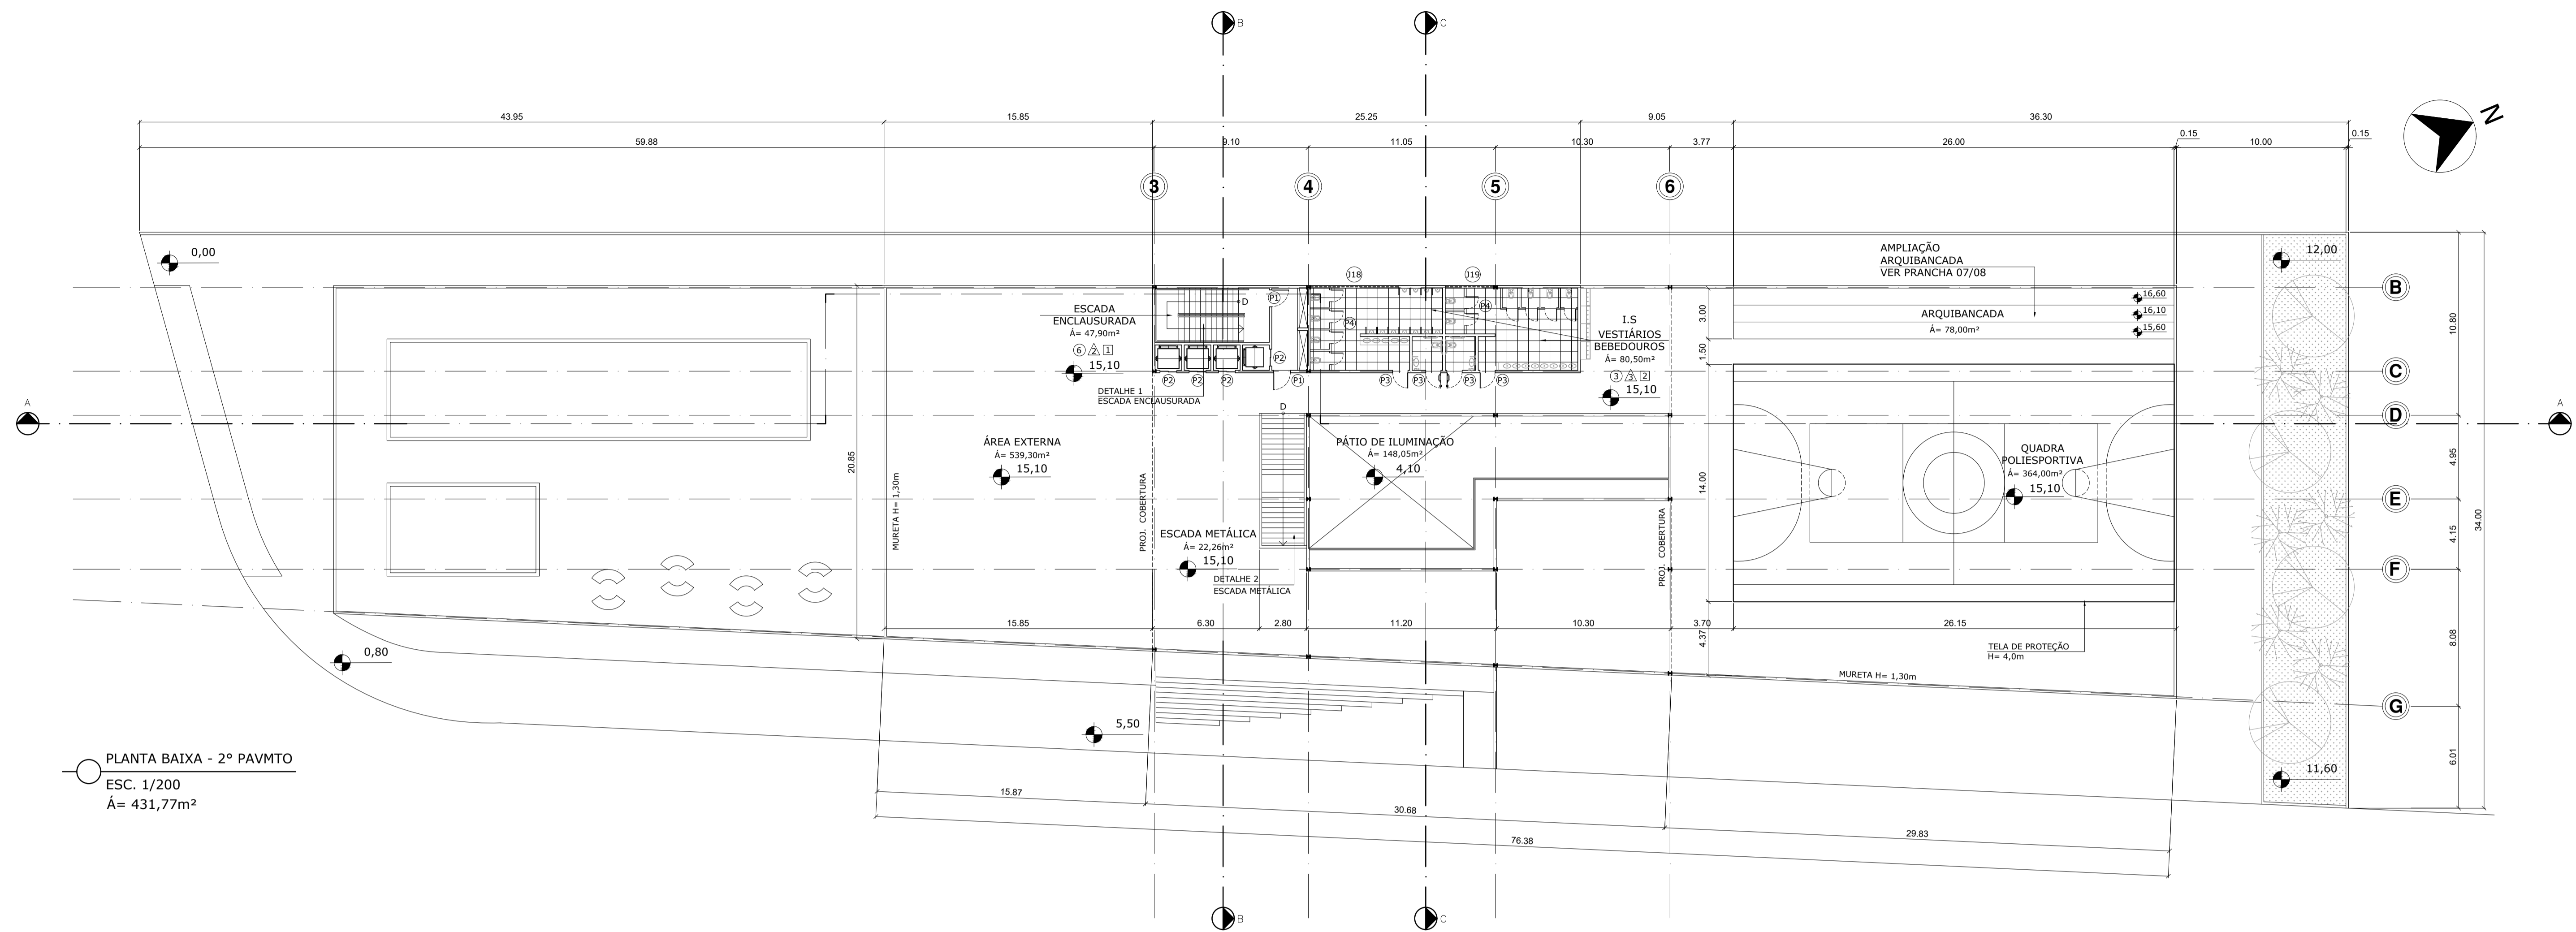 B
C
43.95
15.85
25.25
9.05
36.30
N
0.15
0.15
59.88
9.10
11.05
10.30
3.77
26.00
10.00
3
4
5
6
0,00
AMPLIAÇÃO
ARQUIBANCADA
VER PRANCHA 07/08
12,00
J18
J19
B
ESCADA
ENCLAUSURADA
Á= 47,90m²
6 2 1
15,10
D
P1
P4
P4
P2
I.S
VESTIÁRIOS
BEBEDOUROS
Á= 80,50m²
3 3 2
15,10
3.00
1.50
ARQUIBANCADA
Á= 78,00m²
16,60
16,10
15,60
10.80
C
P2
P2
P2
P1
P3
P3
P3
P3
DETALHE 1
ESCADA ENCLAUSURADA
A
A
D
D
ÁREA EXTERNA
Á= 539,30m²
15,10
PÁTIO DE ILUMINAÇÃO
Á= 148,05m²
4,10
QUADRA
POLIESPORTIVA
Á= 364,00m²
15,10
20.85
MURETA H= 1,30m
PROJ. COBERTURA
14.00
4.95
E
34.00
ESCADA METÁLICA
Á= 22,26m²
15,10
PROJ. COBERTURA
4.15
F
DETALHE 2
ESCADA METÁLICA
15.85
6.30
2.80
11.20
10.30
3.70
26.15
4.37
8.08
0,80
TELA DE PROTEÇÃO
H= 4,0m
MURETA H= 1,30m
G
5,50
6.01
PLANTA BAIXA - 2º PAVMTO
ESC. 1/200
Á= 431,77m²
11,60
15.87
30.68
29.83
76.38
B
C